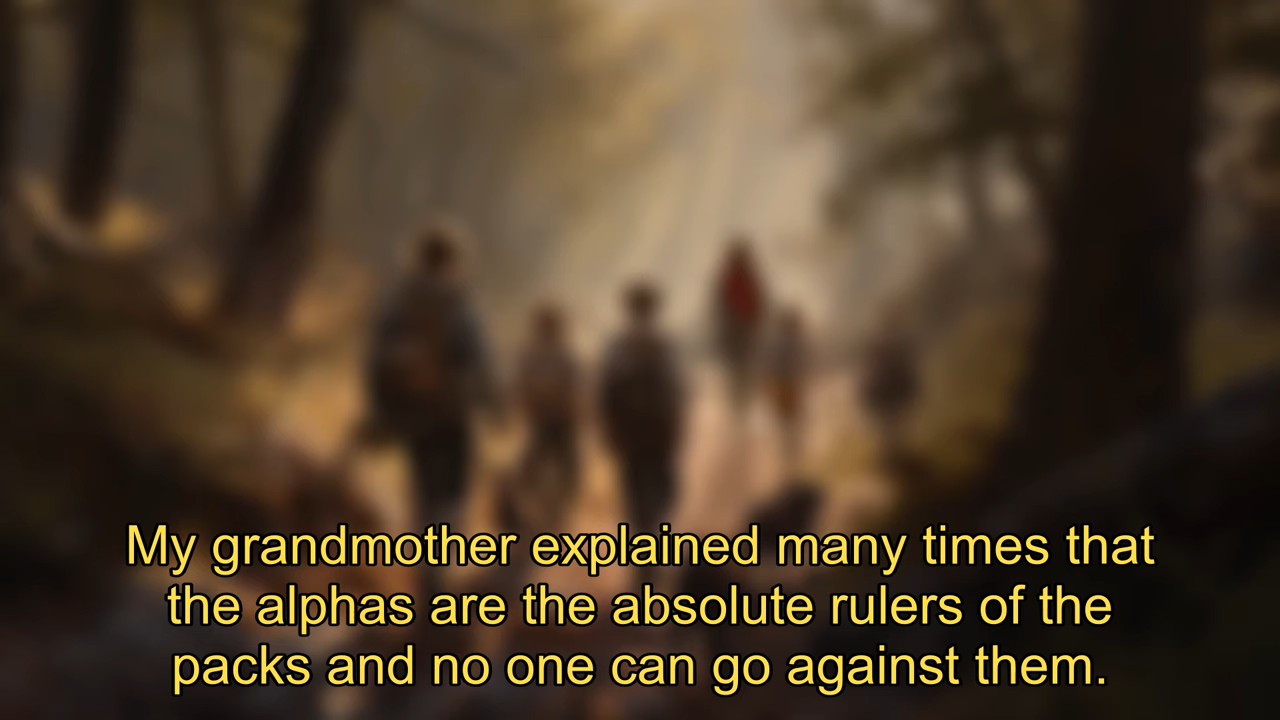 My grandmother explained many times that
the alphas are the absolute rulers of the
packs and no one can go against them.